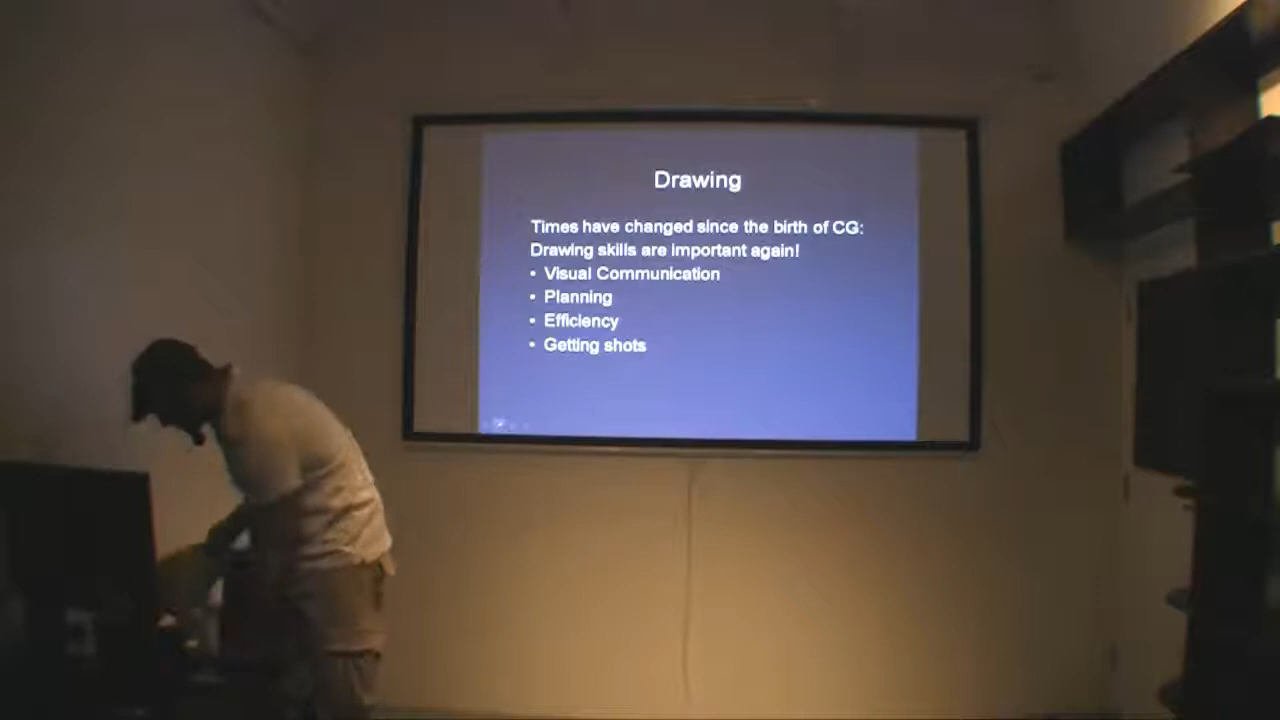 Drawing
Times have changed since the birth of CG:
Drawing skills are important again!
• Visual Communication
• Planning
• Efficiency
• Getting shots